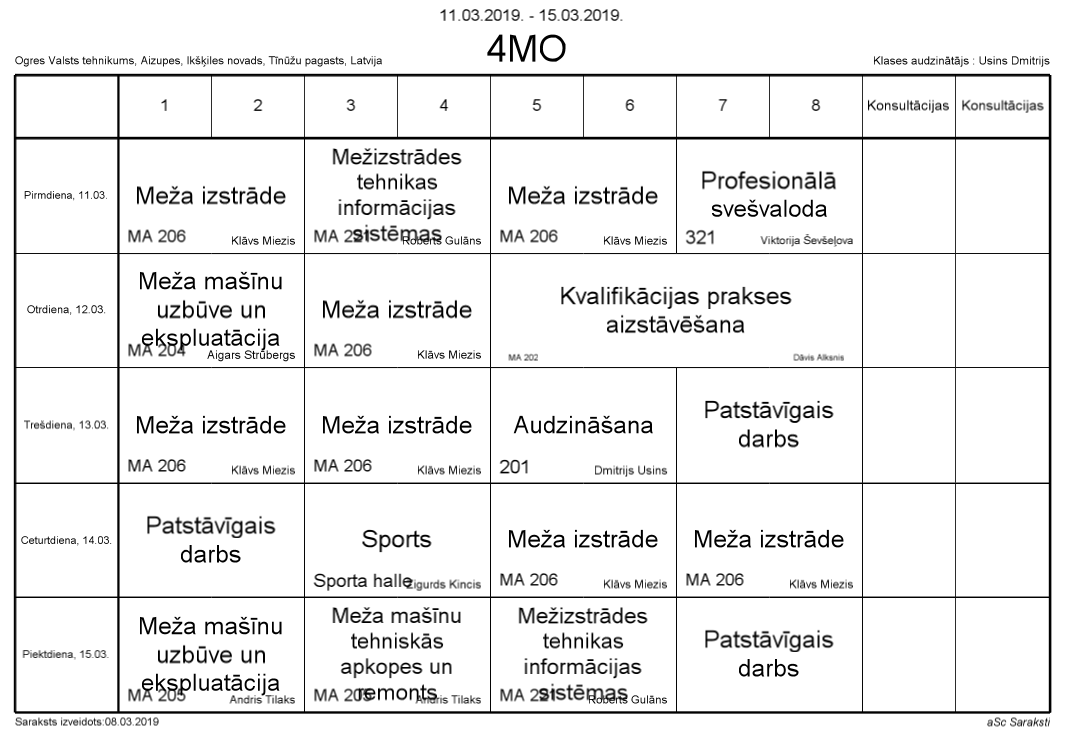 11.03.2019. - 15.03.2019.
4MO
Ogres Valsts tehnikums, Aizupes, Ikšķiles novads, Tīnūžu pagasts, Latvija
Klases audzinātājs : Usins Dmitrijs
1 2 3 4 5 6 7 8 Konsultācijas Konsultācijas
Pirmdiena, 11.03.
Meža izstrāde
MA 206 Klāvs Miezis
Mežizstrādes
tehnikas
informācijas
sistēmas
MA 221 Roberts Gulāns
Meža izstrāde
MA 206 Klāvs Miezis
Profesionālā
svešvaloda
321 Viktorija Ševšeļova
Otrdiena, 12.03.
Meža mašīnu
uzbūve un
ekspluatācija
MA 204 Aigars Strūbergs
Meža izstrāde
MA 206 Klāvs Miezis
Kvalifikācijas prakses
aizstāvēšana
MA 202 Dāvis Alksnis
Trešdiena, 13.03.
Meža izstrāde
MA 206 Klāvs Miezis
Meža izstrāde
MA 206 Klāvs Miezis
Audzināšana
201 Dmitrijs Usins
Patstāvīgais
darbs
Ceturtdiena, 14.03.
Patstāvīgais
darbs
Sports
Sporta halle Zigurds Kincis
Meža izstrāde
MA 206 Klāvs Miezis
Meža izstrāde
MA 206 Klāvs Miezis
Piektdiena, 15.03.
Meža mašīnu
uzbūve un
ekspluatācija
MA 205 Andris Tilaks
Meža mašīnu
tehniskās
apkopes un
remonts
MA 205 Andris Tilaks
Mežizstrādes
tehnikas
informācijas
sistēmas
MA 221 Roberts Gulāns
Patstāvīgais
darbs
Saraksts izveidots:08.03.2019
aSc Saraksti